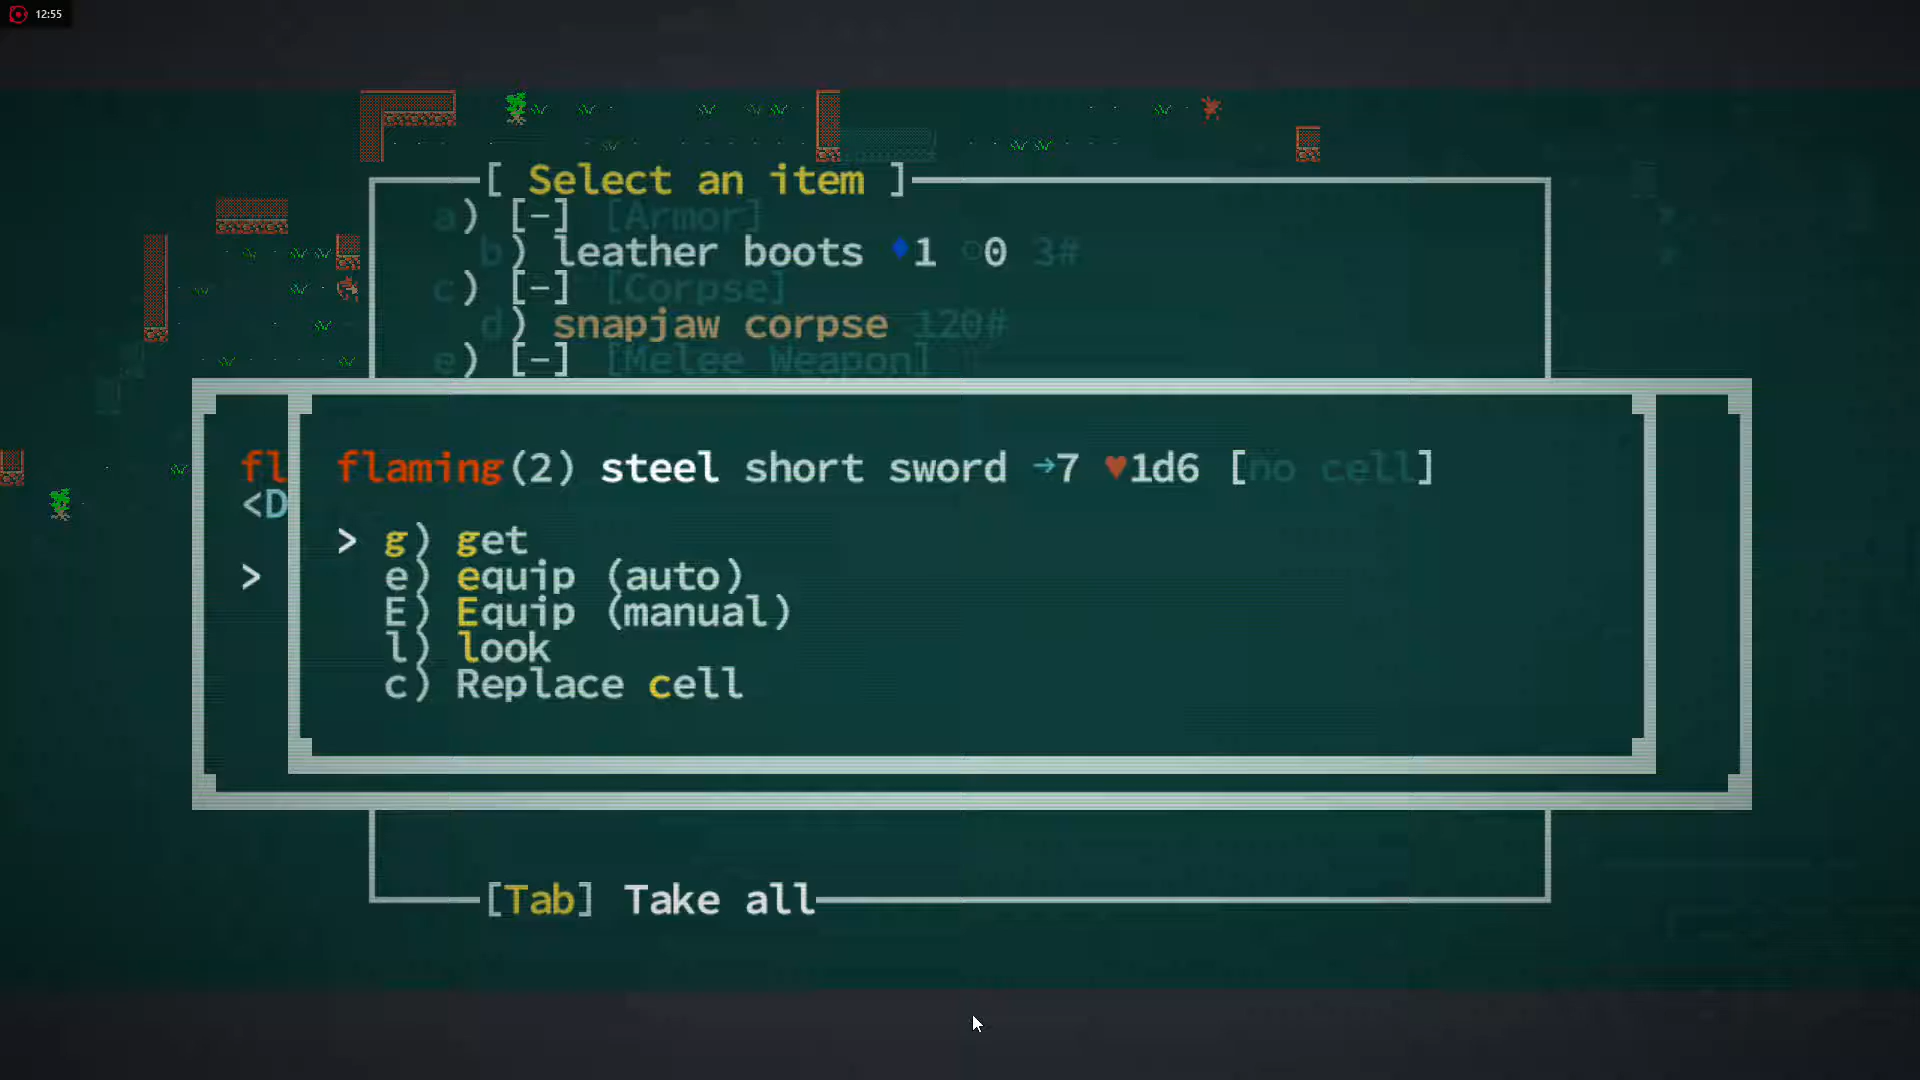 12:55
[ Select an item ]
a) [-] [Armor]
b) leather boots ♦1 ○0 3#
c) [-] [Corpse]
d) snapjaw corpse 120#
e) [-] [Melee Weapon]
fl
<D
>
flaming(2) steel short sword →7 ♥1d6 [no cell]
> g) get
e) equip (auto)
E) Equip (manual)
l) look
c) Replace cell
[Tab] Take all